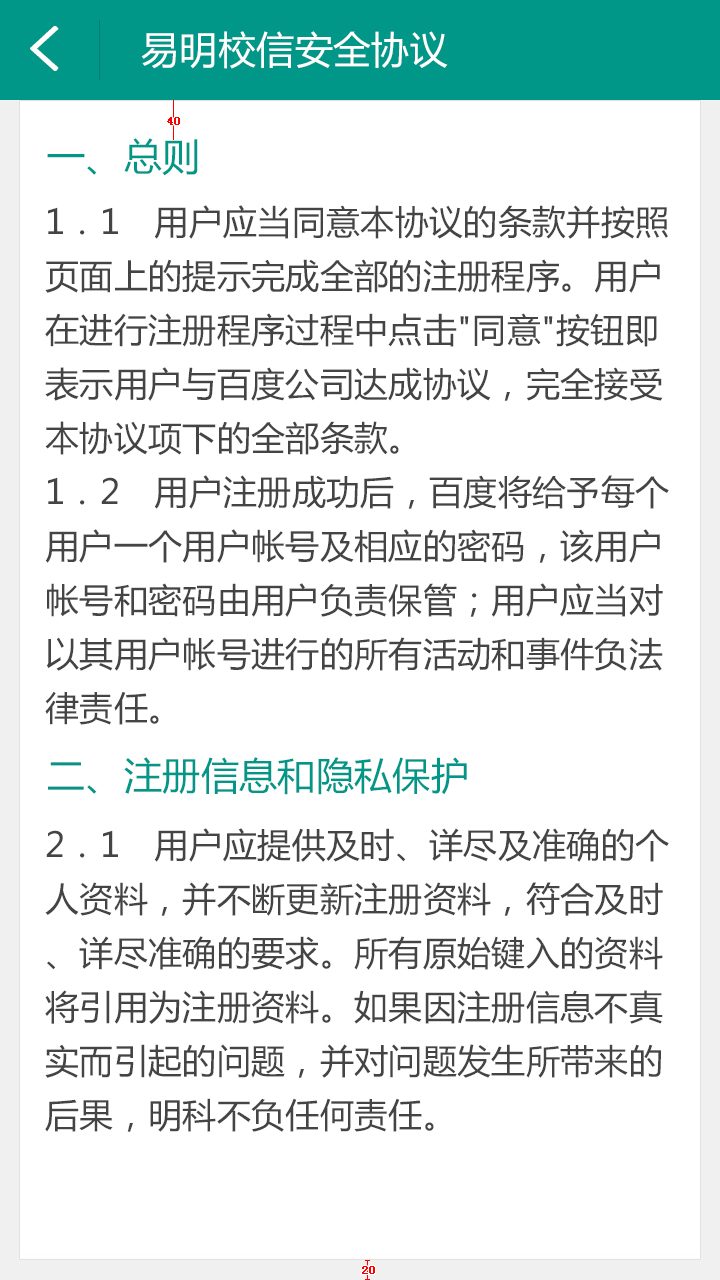 易明校信安全协议
40
一、总则
1．1　用户应当同意本协议的条款并按照
页面上的提示完成全部的注册程序。用户
在进行注册程序过程中点击"同意"按钮即
表示用户与百度公司达成协议，完全接受
本协议项下的全部条款。
1．2　用户注册成功后，百度将给予每个
用户一个用户帐号及相应的密码，该用户
帐号和密码由用户负责保管；用户应当对
以其用户帐号进行的所有活动和事件负法
律责任。
二、注册信息和隐私保护
2．1　用户应提供及时、详尽及准确的个
人资料，并不断更新注册资料，符合及时
、详尽准确的要求。所有原始键入的资料
将引用为注册资料。如果因注册信息不真
实而引起的问题，并对问题发生所带来的
后果，明科不负任何责任。
20